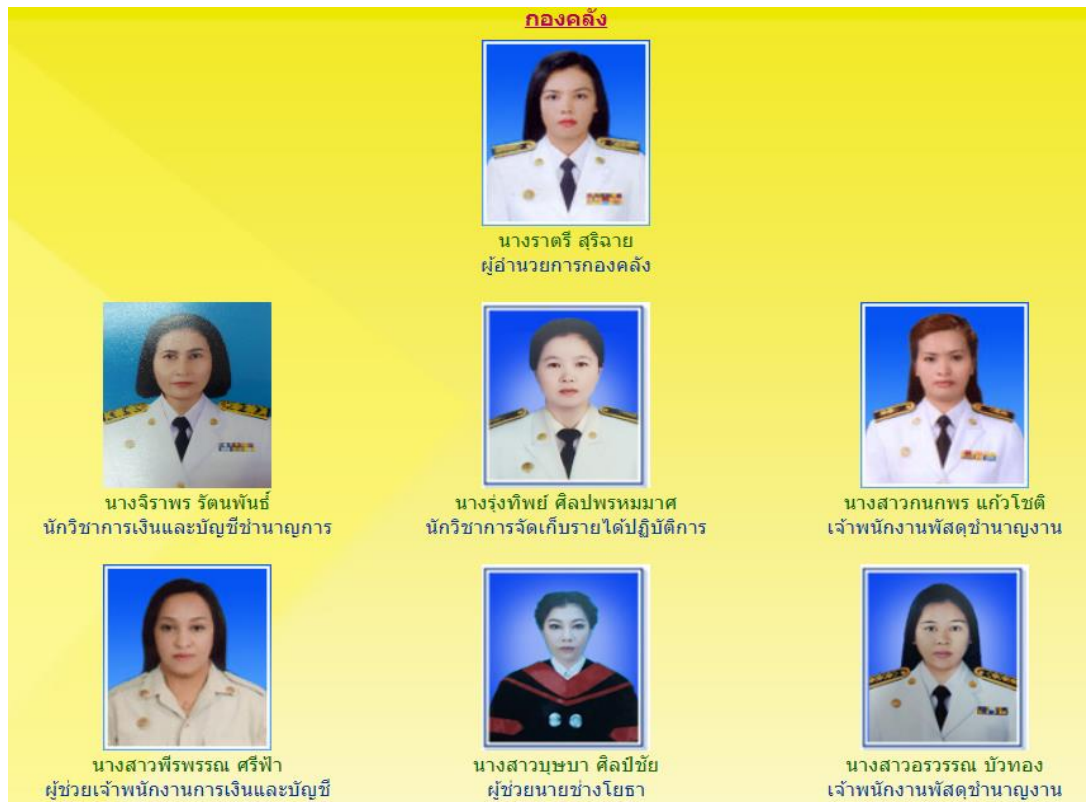 กองคลัง
นางราตรี สุริฉาย
ผู้อำนวยการกองคลัง
นางจิราพร รัตนพันธ์
นักวิชาการเงินและบัญชีชำนาญการ
นางรุ่งทิพย์ ศิลปพรหมมาศ
นักวิชาการจัดเก็บรายได้ปฏิบัติการ
นางสาวกนกพร แก้วโชติ
เจ้าพนักงานพัสดุชำนาญงาน
นางสาวพีรพรรณ ศรีฟ้า
ผู้ช่วยเจ้าพนักงานการเงินและบัญชี
นางสาวบุษบา ศิลป์ชัย
ผู้ช่วยนายช่างโยธา
นางสาวอรวรรณ บัวทอง
เจ้าพนักงานพัสดุชำนาญงาน